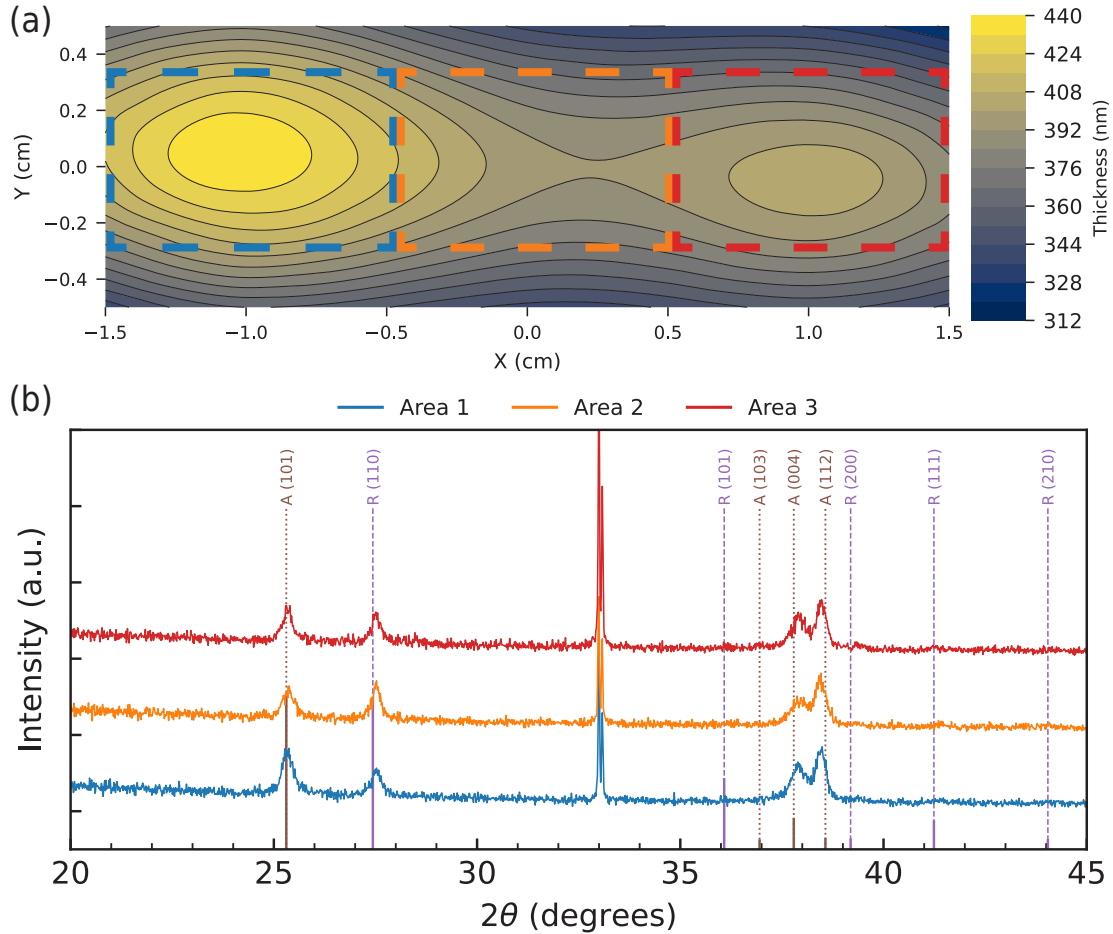 (a)
0.4
0.2
0.0
−0.2
−0.4
Y (cm)
−1.5 −1.0 −0.5 0.0 0.5 1.0 1.5
X (cm)
440
424
408
392
376
360
344
328
312
Thickness (nm)
(b)
Area 1 Area 2 Area 3
A (101)
R (110)
R (101)
A (103)
A (004)
A (112)
R (200)
R (111)
R (210)
Intensity (a.u.)
20 25 30 35 40 45
2θ (degrees)